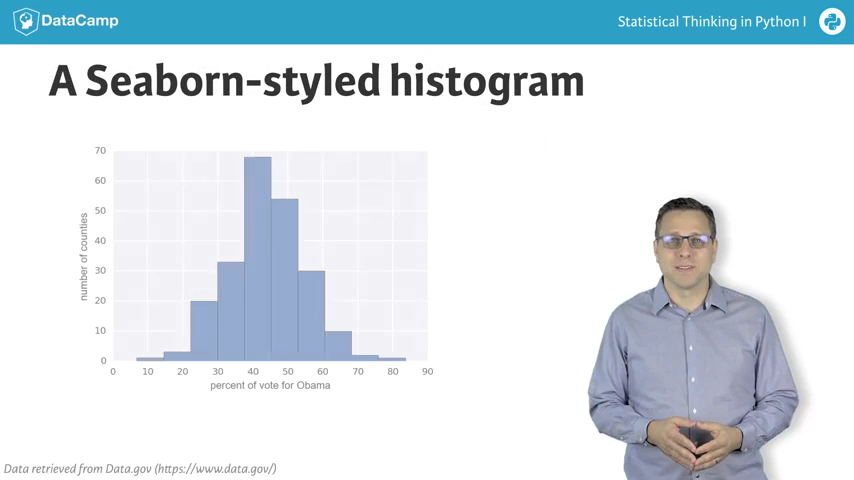 DataCamp
Statistical Thinking in Python I
A Seaborn-styled histogram
70
60
50
40
30
20
10
0
number of counties
0 10 20 30 40 50 60 70 80 90
percent of vote for Obama
Data retrieved from Data.gov (https://www.data.gov/)